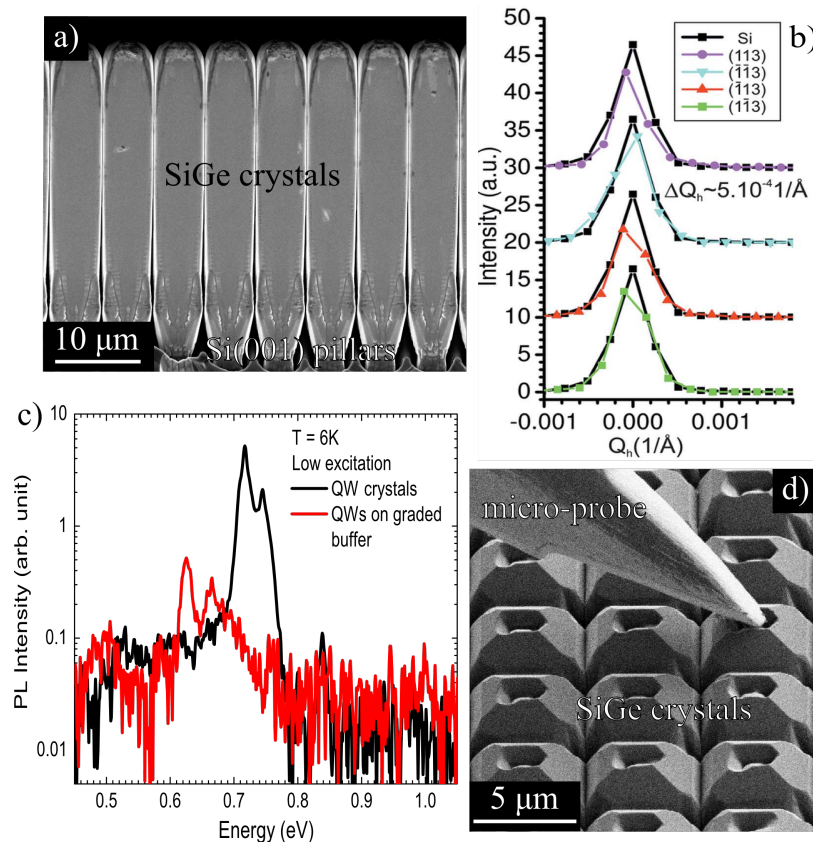 a)
SiGe crystals
10 μm
Si(001) pillars
b)
50
45
40
35
30
25
20
15
10
5
0
Intensity (a.u.)
Si
(113)
(1̄1̄3)
(1̄13)
(11̄3)
ΔQₕ~5.10⁻⁴1/Å
-0.001
0.000
0.001
Qₕ(1/Å)
c)
10
1
0.1
0.01
PL Intensity (arb. unit)
T = 6K
Low excitation
QW crystals
QWs on graded
buffer
0.5
0.6
0.7
0.8
0.9
1.0
Energy (eV)
d)
micro-probe
SiGe crystals
5 μm